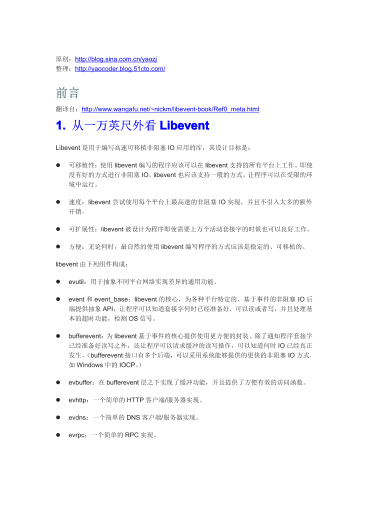 原创：http://blog.sina.com.cn/yaozj
整理：http://yaocoder.blog.51cto.com/
前言
翻译自：http://www.wangafu.net/~nickm/libevent-book/Ref0_meta.html
1. 从一万英尺外看 Libevent
Libevent 是用于编写高速可移植非阻塞 IO 应用的库，其设计目标是：
● 可移植性：使用 libevent 编写的程序应该可以在 libevent 支持的所有平台上工作。即使
没有好的方式进行非阻塞 IO，libevent 也应该支持一般的方式，让程序可以在受限的环
境中运行。
● 速度：libevent 尝试使用每个平台上最高速的非阻塞 IO 实现，并且不引入太多的额外
开销。
● 可扩展性：libevent 被设计为程序即使需要上万个活动套接字的时候也可以良好工作。
● 方便：无论何时，最自然的使用 libevent 编写程序的方式应该是稳定的、可移植的。
libevent 由下列组件构成：
● evutil：用于抽象不同平台网络实现差异的通用功能。
● event 和 event_base：libevent 的核心，为各种平台特定的、基于事件的非阻塞 IO 后
端提供抽象 API，让程序可以知道套接字何时已经准备好，可以读或者写，并且处理基
本的超时功能，检测 OS 信号。
● bufferevent：为 libevent 基于事件的核心提供使用更方便的封装。除了通知程序套接字
已经准备好读写之外，还让程序可以请求缓冲的读写操作，可以知道何时 IO 已经真正
发生。（bufferevent 接口有多个后端，可以采用系统能够提供的更快的非阻塞 IO 方式，
如 Windows 中的 IOCP。）
● evbuffer：在 bufferevent 层之下实现了缓冲功能，并且提供了方便有效的访问函数。
● evhttp：一个简单的 HTTP 客户端/服务器实现。
● evdns：一个简单的 DNS 客户端/服务器实现。
● evrpc：一个简单的 RPC 实现。